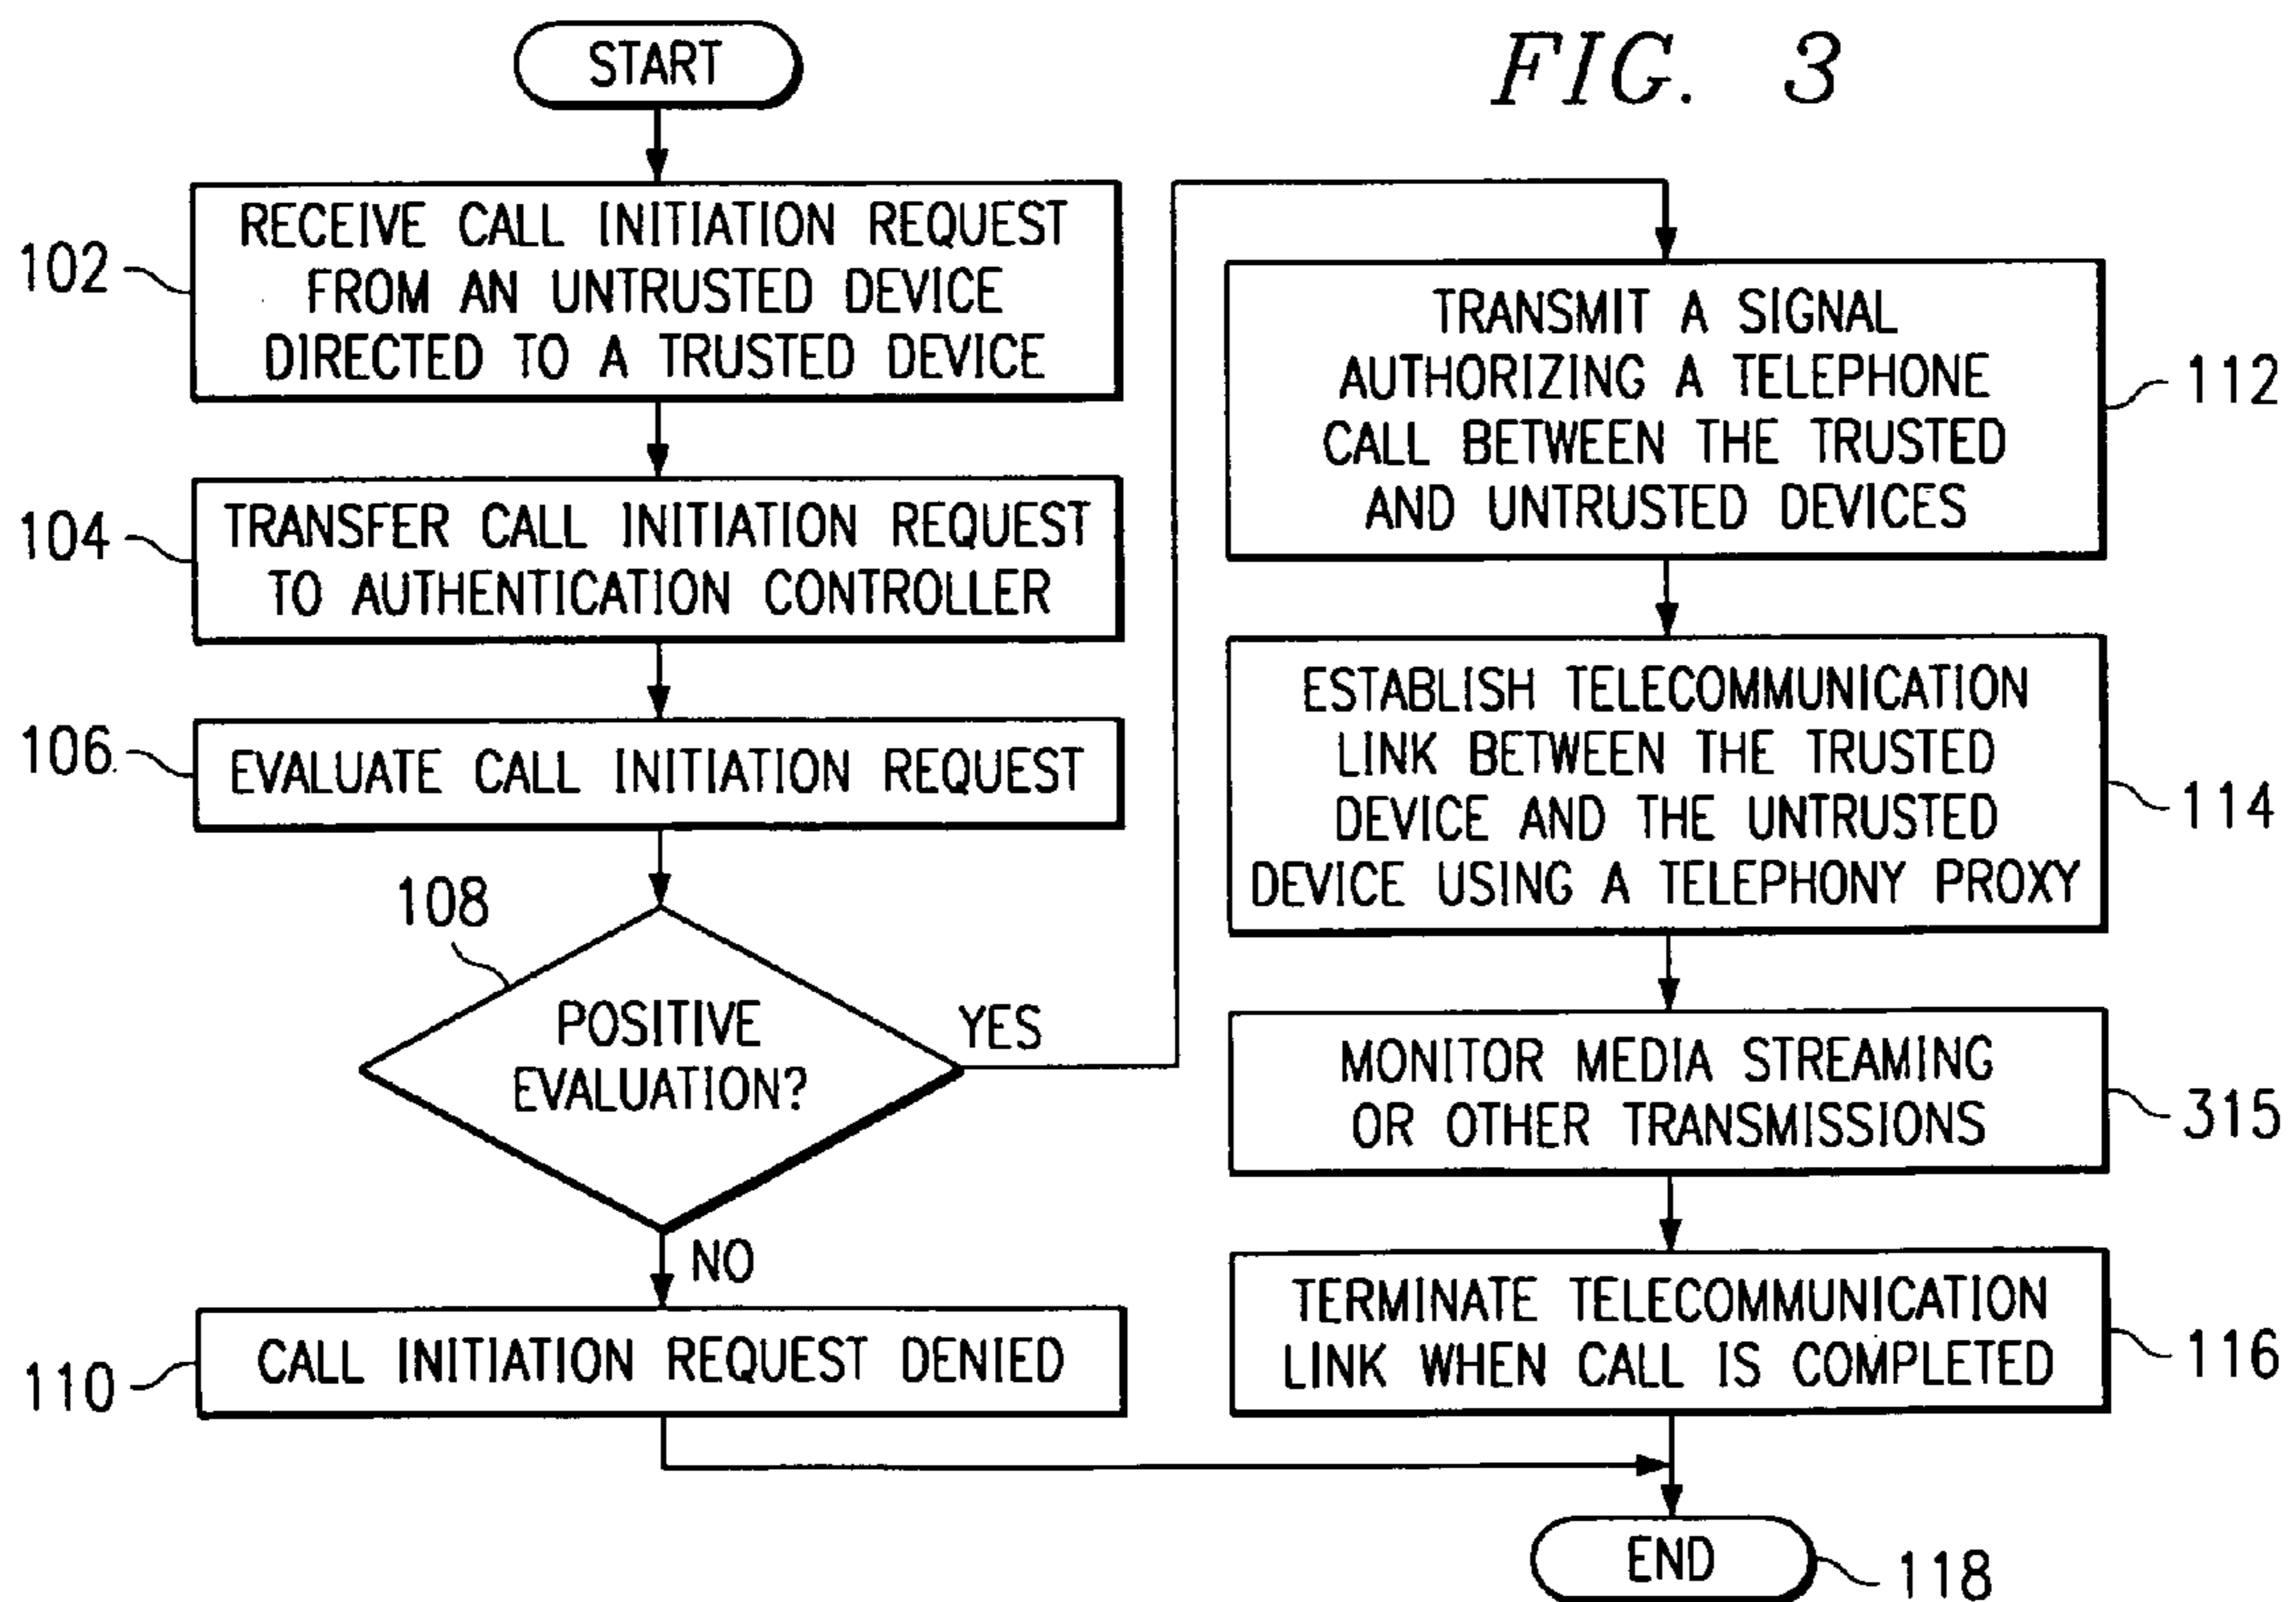 FIG. 3
START
102
RECEIVE CALL INITIATION REQUEST
FROM AN UNTRUSTED DEVICE
DIRECTED TO A TRUSTED DEVICE
104
TRANSFER CALL INITIATION REQUEST
TO AUTHENTICATION CONTROLLER
106
EVALUATE CALL INITIATION REQUEST
108
POSITIVE
EVALUATION?
YES
NO
110
CALL INITIATION REQUEST DENIED
TRANSMIT A SIGNAL
AUTHORIZING A TELEPHONE
CALL BETWEEN THE TRUSTED
AND UNTRUSTED DEVICES
112
ESTABLISH TELECOMMUNICATION
LINK BETWEEN THE TRUSTED
DEVICE AND THE UNTRUSTED
DEVICE USING A TELEPHONY PROXY
114
MONITOR MEDIA STREAMING
OR OTHER TRANSMISSIONS
315
TERMINATE TELECOMMUNICATION
LINK WHEN CALL IS COMPLETED
116
END
118